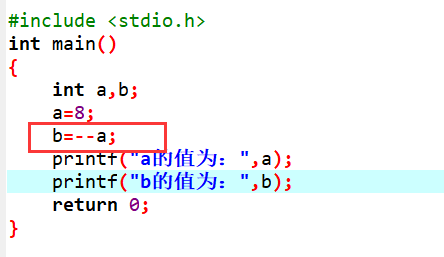 #include <stdio.h>
int main()
{
    int a,b;
    a=8;
    b=--a;
    printf("a的值为：",a);
    printf("b的值为：",b);
    return 0;
}